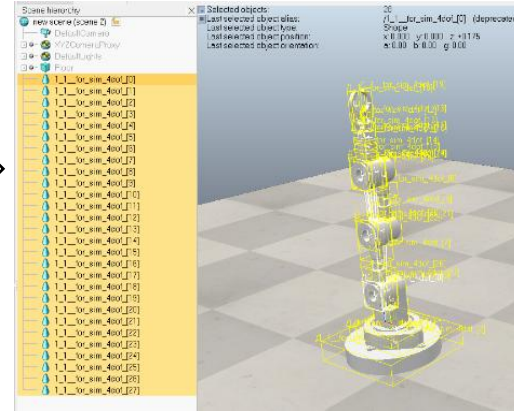 Scene hierarchy
new scene (scene 2)
DefaultCamera
XYZCameraProxy
DefaultLights
Floor
1_1__for_sim_4dof_[0]
1_1__for_sim_4dof_[1]
1_1__for_sim_4dof_[2]
1_1__for_sim_4dof_[3]
1_1__for_sim_4dof_[4]
1_1__for_sim_4dof_[5]
1_1__for_sim_4dof_[6]
1_1__for_sim_4dof_[7]
1_1__for_sim_4dof_[8]
1_1__for_sim_4dof_[9]
1_1__for_sim_4dof_[10]
1_1__for_sim_4dof_[11]
1_1__for_sim_4dof_[12]
1_1__for_sim_4dof_[13]
1_1__for_sim_4dof_[14]
1_1__for_sim_4dof_[15]
1_1__for_sim_4dof_[16]
1_1__for_sim_4dof_[17]
1_1__for_sim_4dof_[18]
1_1__for_sim_4dof_[19]
1_1__for_sim_4dof_[20]
1_1__for_sim_4dof_[21]
1_1__for_sim_4dof_[22]
1_1__for_sim_4dof_[23]
1_1__for_sim_4dof_[24]
1_1__for_sim_4dof_[25]
1_1__for_sim_4dof_[26]
1_1__for_sim_4dof_[27]
Selected objects: 28
Last selected object alias: /1_1__for_sim_4dof_[0] (deprecated
Last selected object type: Shape
Last selected object position: x: 0.000 y: 0.000 z: +0.175
Last selected object orientation: a: 0.00 b: 0.00 g: 0.00